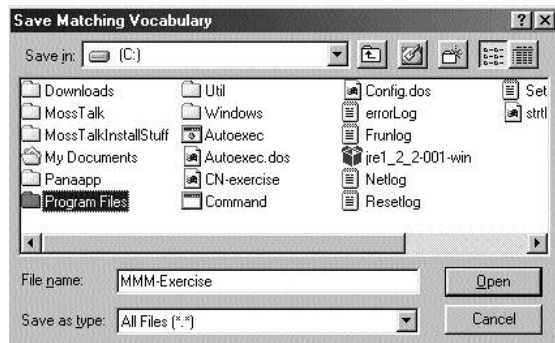 Save Matching Vocabulary
Save in: (C:)
Downloads
MossTalk
MossTalkInstallStuff
My Documents
Panaapp
Program Files
Util
Windows
Autoexec
Autoexec.dos
CN-exercise
Command
Config.dos
errorLog
Frunlog
jre1_2_2-001-win
Netlog
Resetlog
Set
strtl
File name: MMM-Exercise
Open
Save as type: All Files (*.*)
Cancel